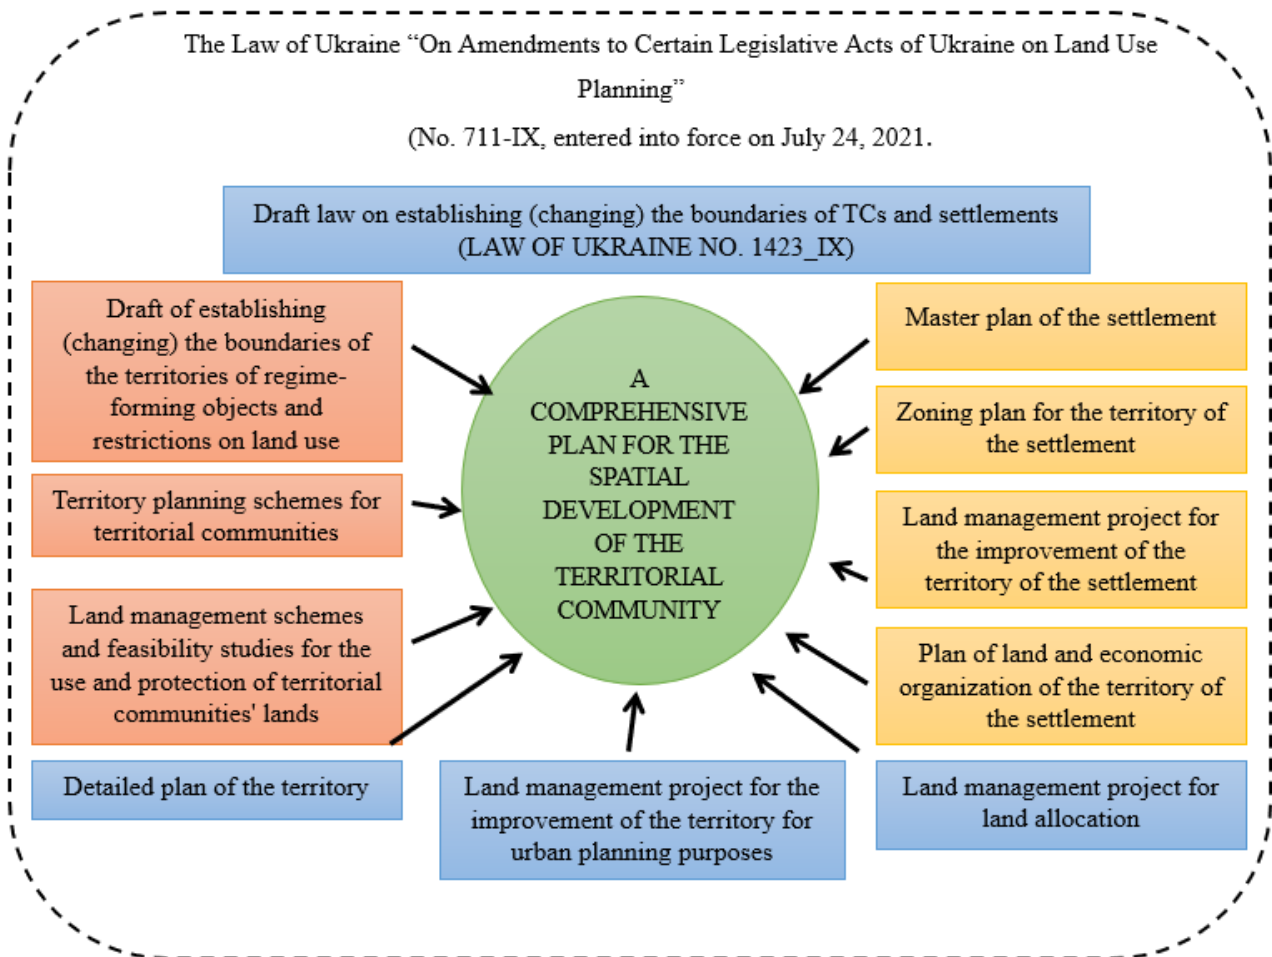 The Law of Ukraine “On Amendments to Certain Legislative Acts of Ukraine on Land Use
Planning”
(No. 711-IX, entered into force on July 24, 2021.
Draft law on establishing (changing) the boundaries of TCs and settlements
(LAW OF UKRAINE NO. 1423_IX)
Draft of establishing
(changing) the boundaries of
the territories of regime-
forming objects and
restrictions on land use
Territory planning schemes for
territorial communities
Land management schemes
and feasibility studies for the
use and protection of territorial
communities' lands
Detailed plan of the territory
A
COMPREHENSIVE
PLAN FOR THE
SPATIAL
DEVELOPMENT
OF THE
TERRITORIAL
COMMUNITY
Land management project for the
improvement of the territory for
urban planning purposes
Master plan of the settlement
Zoning plan for the territory of
the settlement
Land management project for
the improvement of the
territory of the settlement
Plan of land and economic
organization of the territory of
the settlement
Land management project for
land allocation